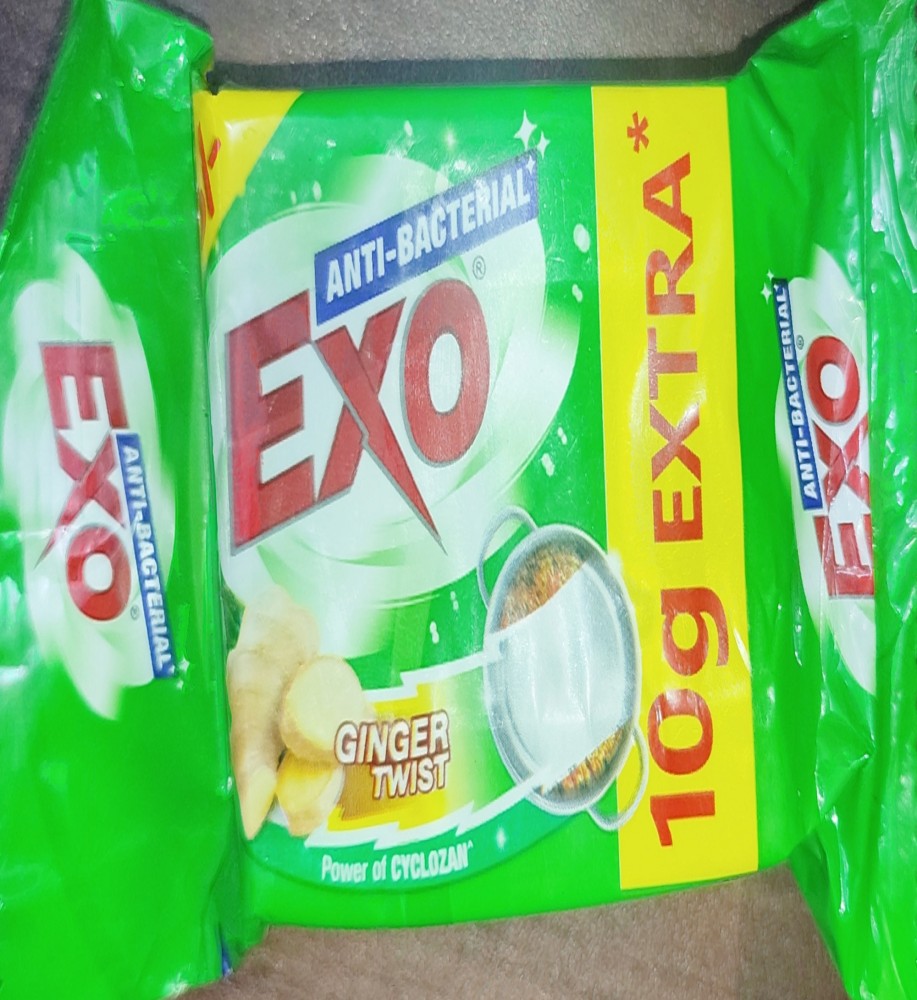 ANTI-BACTERIAL
EXO®
GINGER
TWIST
Power of CYCLOZAN^
10g EXTRA*
EXO®
ANTI-BACTERIAL
ANTI-BACTERIAL
EXO®